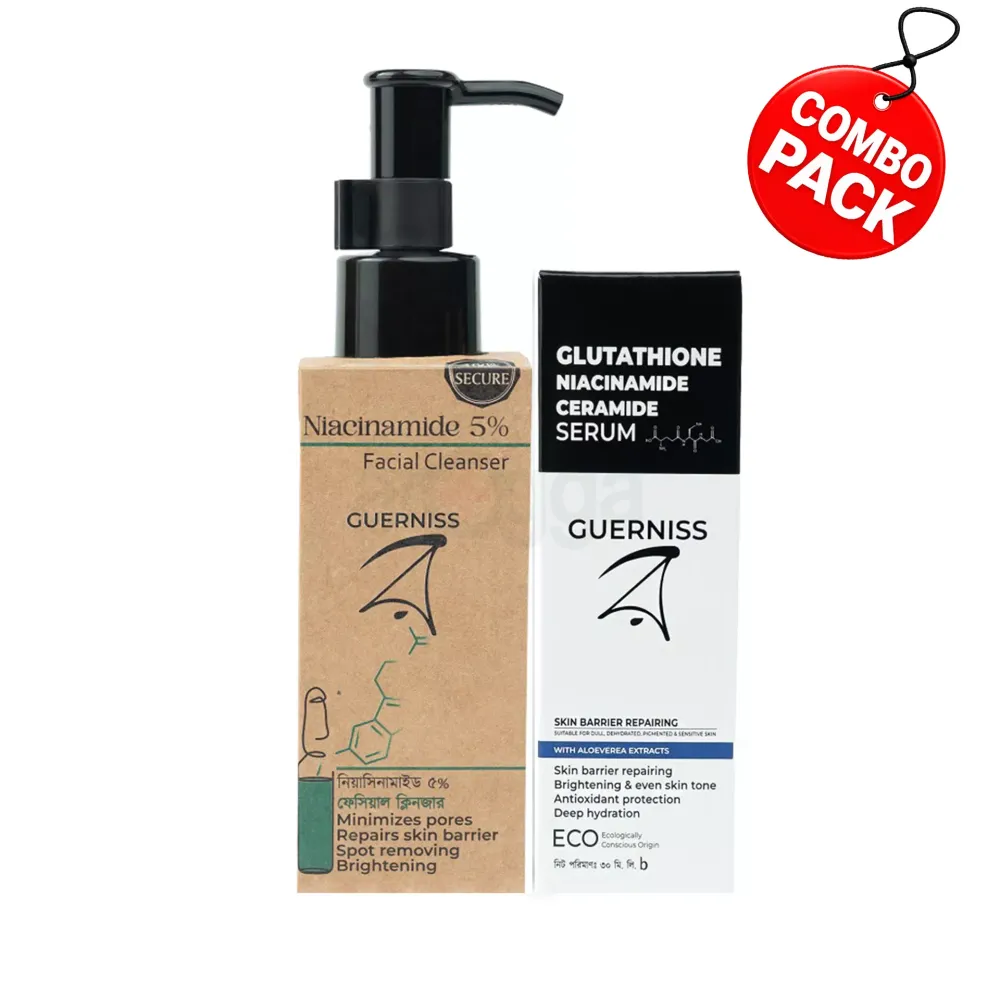 COMBO
PACK
SECURE
Niacinamide 5%
Facial Cleanser
GUERNISS
নিয়াসিনামাইড ৫%
ফেসিয়াল ক্লিনজার
Minimizes pores
Repairs skin barrier
Spot removing
Brightening
GLUTATHIONE
NIACINAMIDE
CERAMIDE
SERUM
GUERNISS
SKIN BARRIER REPAIRING
SUITABLE FOR DULL, DEHYDRATED, PIGMENTED & SENSITIVE SKIN
WITH ALOEVEREA EXTRACTS
Skin barrier repairing
Brightening & even skin tone
Antioxidant protection
Deep hydration
ECO Ecologically
Conscious Origin
নিট পরিমাণঃ ৩০ মি. লি. b